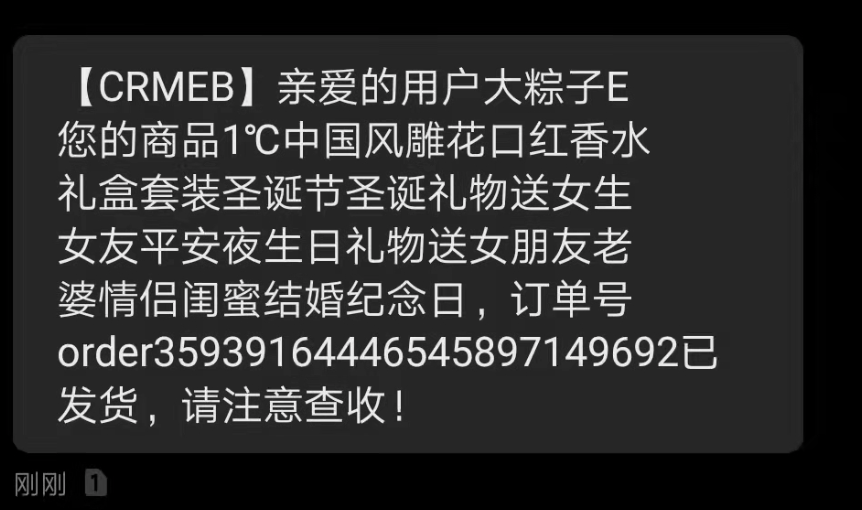 【CRMEB】亲爱的用户大粽子E
您的商品1℃中国风雕花口红香水
礼盒套装圣诞节圣诞礼物送女生
女友平安夜生日礼物送女朋友老
婆情侣闺蜜结婚纪念日，订单号
order35939164446545897149692已
发货，请注意查收！
刚刚 1